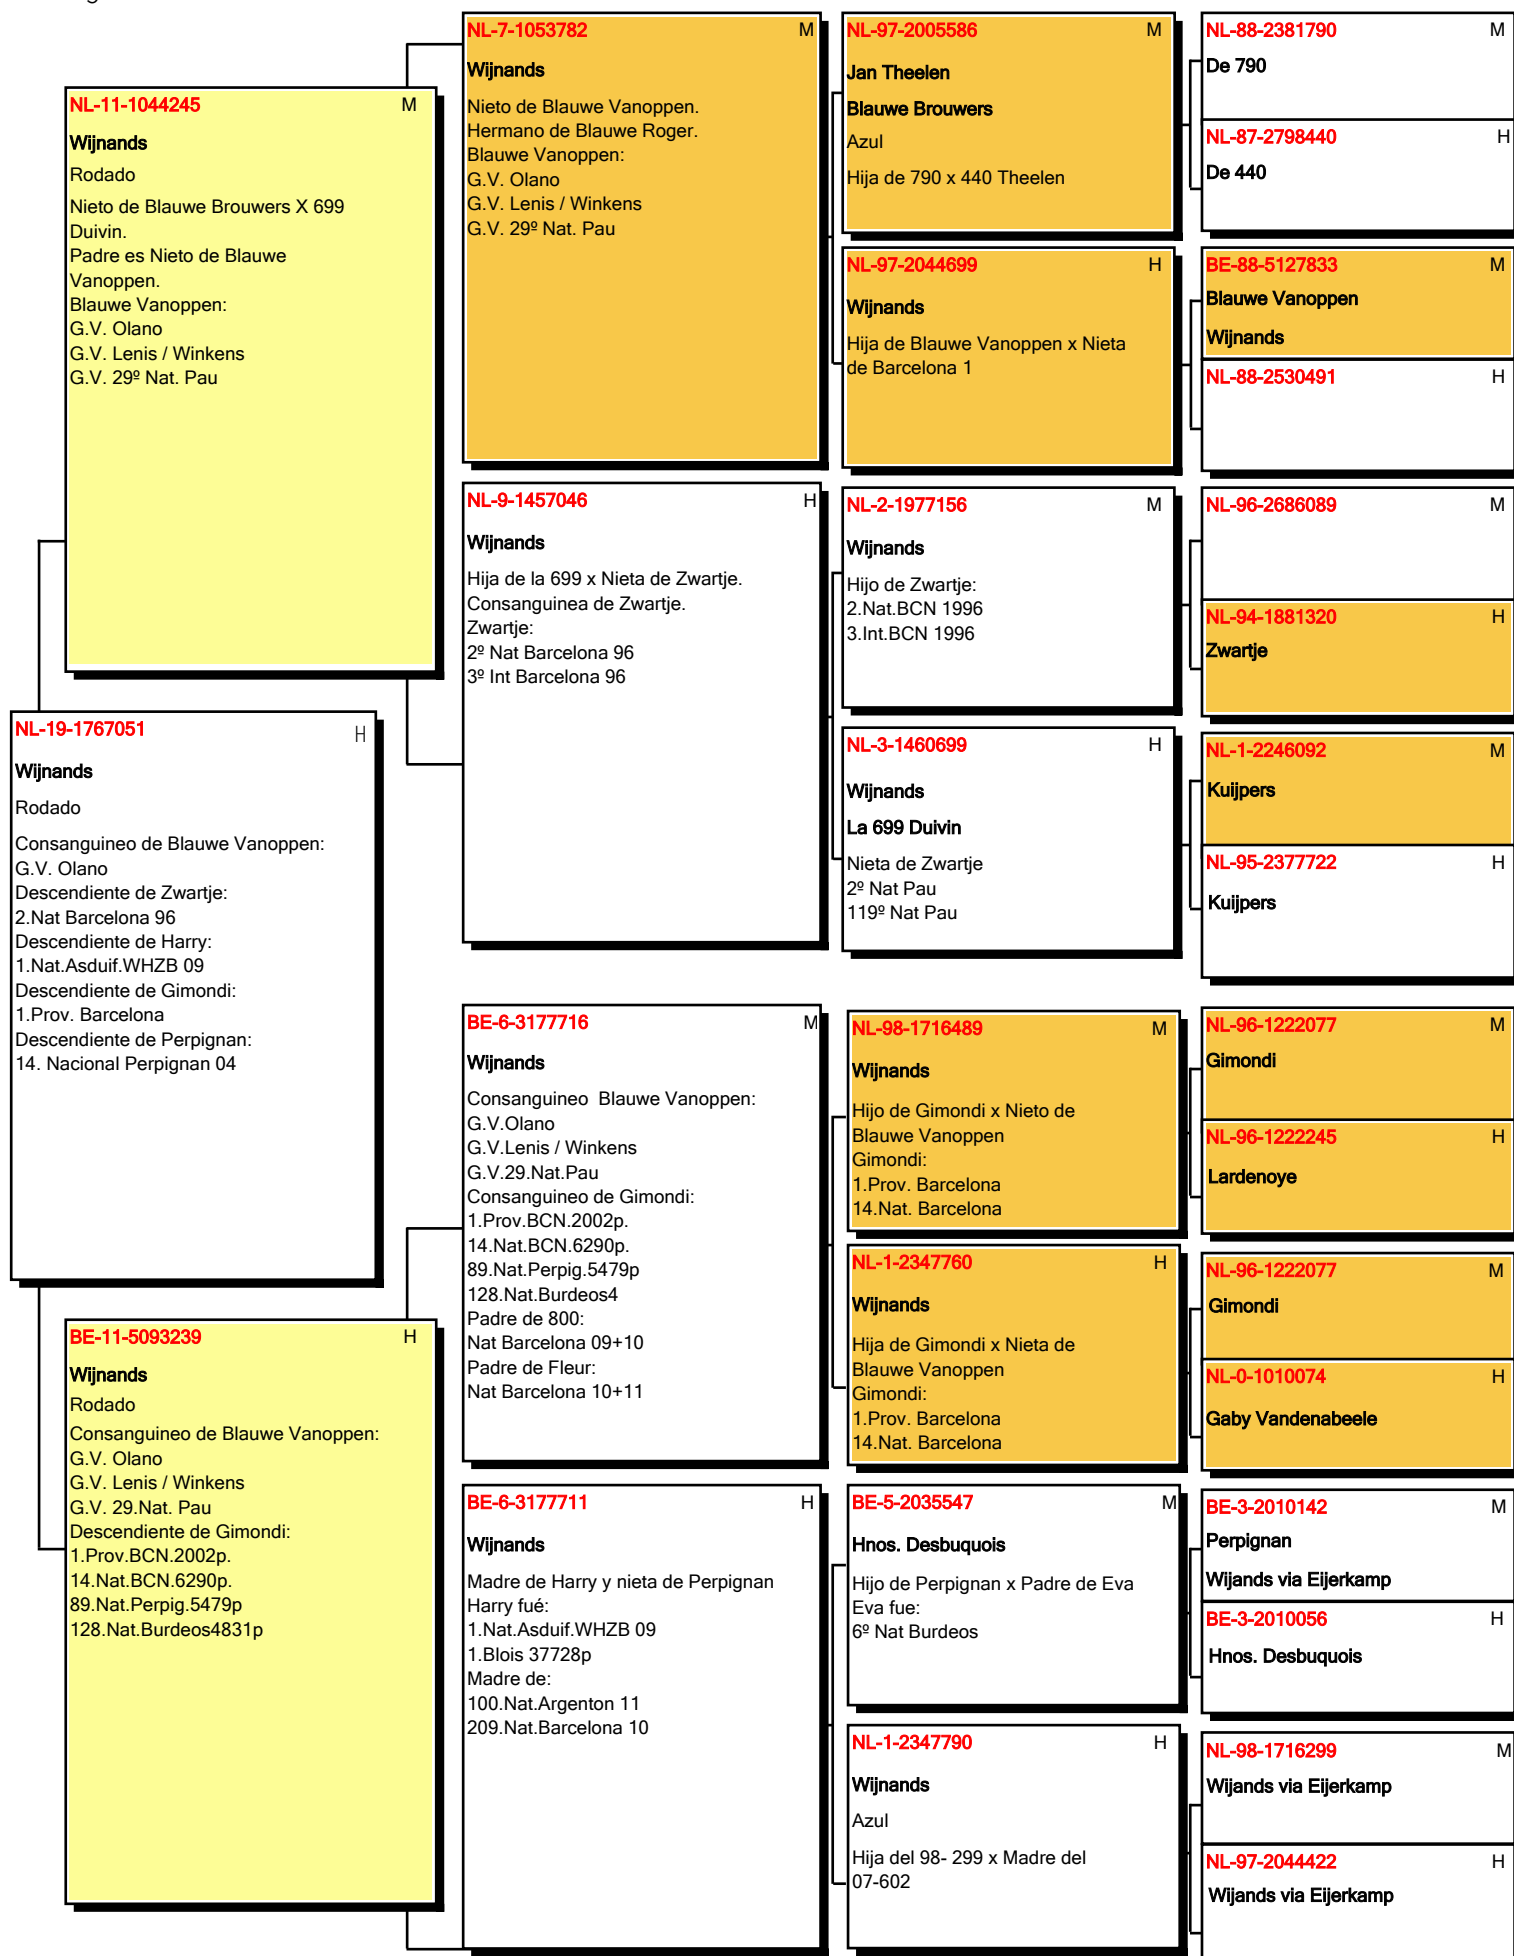 NL-19-1767051 H
Wijnands
Rodado
Consanguineo de Blauwe Vanoppen:
G.V. Olano
Descendiente de Zwartje:
2.Nat Barcelona 96
Descendiente de Harry:
1.Nat.Asduif.WHZB 09
Descendiente de Gimondi:
1.Prov. Barcelona
Descendiente de Perpignan:
14. Nacional Perpignan 04
NL-11-1044245 M
Wijnands
Rodado
Nieto de Blauwe Brouwers X 699
Duivin.
Padre es Nieto de Blauwe
Vanoppen.
Blauwe Vanoppen:
G.V. Olano
G.V. Lenis / Winkens
G.V. 29º Nat. Pau
BE-11-5093239 H
Wijnands
Rodado
Consanguineo de Blauwe Vanoppen:
G.V. Olano
G.V. Lenis / Winkens
G.V. 29.Nat. Pau
Descendiente de Gimondi:
1.Prov.BCN.2002p.
14.Nat.BCN.6290p.
89.Nat.Perpig.5479p
128.Nat.Burdeos4831p
NL-7-1053782 M
Wijnands
Nieto de Blauwe Vanoppen.
Hermano de Blauwe Roger.
Blauwe Vanoppen:
G.V. Olano
G.V. Lenis / Winkens
G.V. 29º Nat. Pau
NL-9-1457046 H
Wijnands
Hija de la 699 x Nieta de Zwartje.
Consanguinea de Zwartje.
Zwartje:
2º Nat Barcelona 96
3º Int Barcelona 96
BE-6-3177716 M
Wijnands
Consanguineo  Blauwe Vanoppen:
G.V.Olano
G.V.Lenis / Winkens
G.V.29.Nat.Pau
Consanguineo de Gimondi:
1.Prov.BCN.2002p.
14.Nat.BCN.6290p.
89.Nat.Perpig.5479p
128.Nat.Burdeos4
Padre de 800:
Nat Barcelona 09+10
Padre de Fleur:
Nat Barcelona 10+11
BE-6-3177711 H
Wijnands
Madre de Harry y nieta de Perpignan
Harry fué:
1.Nat.Asduif.WHZB 09
1.Blois 37728p
Madre de:
100.Nat.Argenton 11
209.Nat.Barcelona 10
NL-97-2005586 M
Jan Theelen
Blauwe Brouwers
Azul
Hija de 790 x 440 Theelen
NL-97-2044699 H
Wijnands
Hija de Blauwe Vanoppen x Nieta
de Barcelona 1
NL-2-1977156 M
Wijnands
Hijo de Zwartje:
2.Nat.BCN 1996
3.Int.BCN 1996
NL-3-1460699 H
Wijnands
La 699 Duivin
Nieta de Zwartje
2º Nat Pau
119º Nat Pau
NL-98-1716489 M
Wijnands
Hijo de Gimondi x Nieto de
Blauwe Vanoppen
Gimondi:
1.Prov. Barcelona
14.Nat. Barcelona
NL-1-2347760 H
Wijnands
Hija de Gimondi x Nieta de
Blauwe Vanoppen
Gimondi:
1.Prov. Barcelona
14.Nat. Barcelona
BE-5-2035547 M
Hnos. Desbuquois
Hijo de Perpignan x Padre de Eva
Eva fue:
6º Nat Burdeos
NL-1-2347790 H
Wijnands
Azul
Hija del 98- 299 x Madre del
07-602
NL-88-2381790 M
De 790
NL-87-2798440 H
De 440
BE-88-5127833 M
Blauwe Vanoppen
Wijnands
NL-88-2530491 H
NL-96-2686089 M
NL-94-1881320 H
Zwartje
NL-1-2246092 M
Kuijpers
NL-95-2377722 H
Kuijpers
NL-96-1222077 M
Gimondi
NL-96-1222245 H
Lardenoye
NL-96-1222077 M
Gimondi
NL-0-1010074 H
Gaby Vandenabeele
BE-3-2010142 M
Perpignan
Wijands via Eijerkamp
BE-3-2010056 H
Hnos. Desbuquois
NL-98-1716299 M
Wijands via Eijerkamp
NL-97-2044422 H
Wijands via Eijerkamp